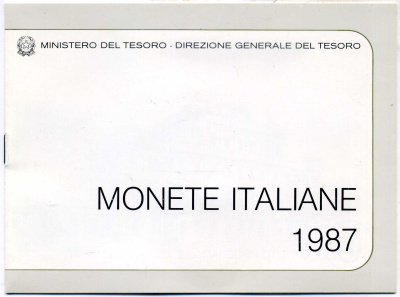 MINISTERO DEL TESORO - DIREZIONE GENERALE DEL TESORO
MONETE ITALIANE
1987